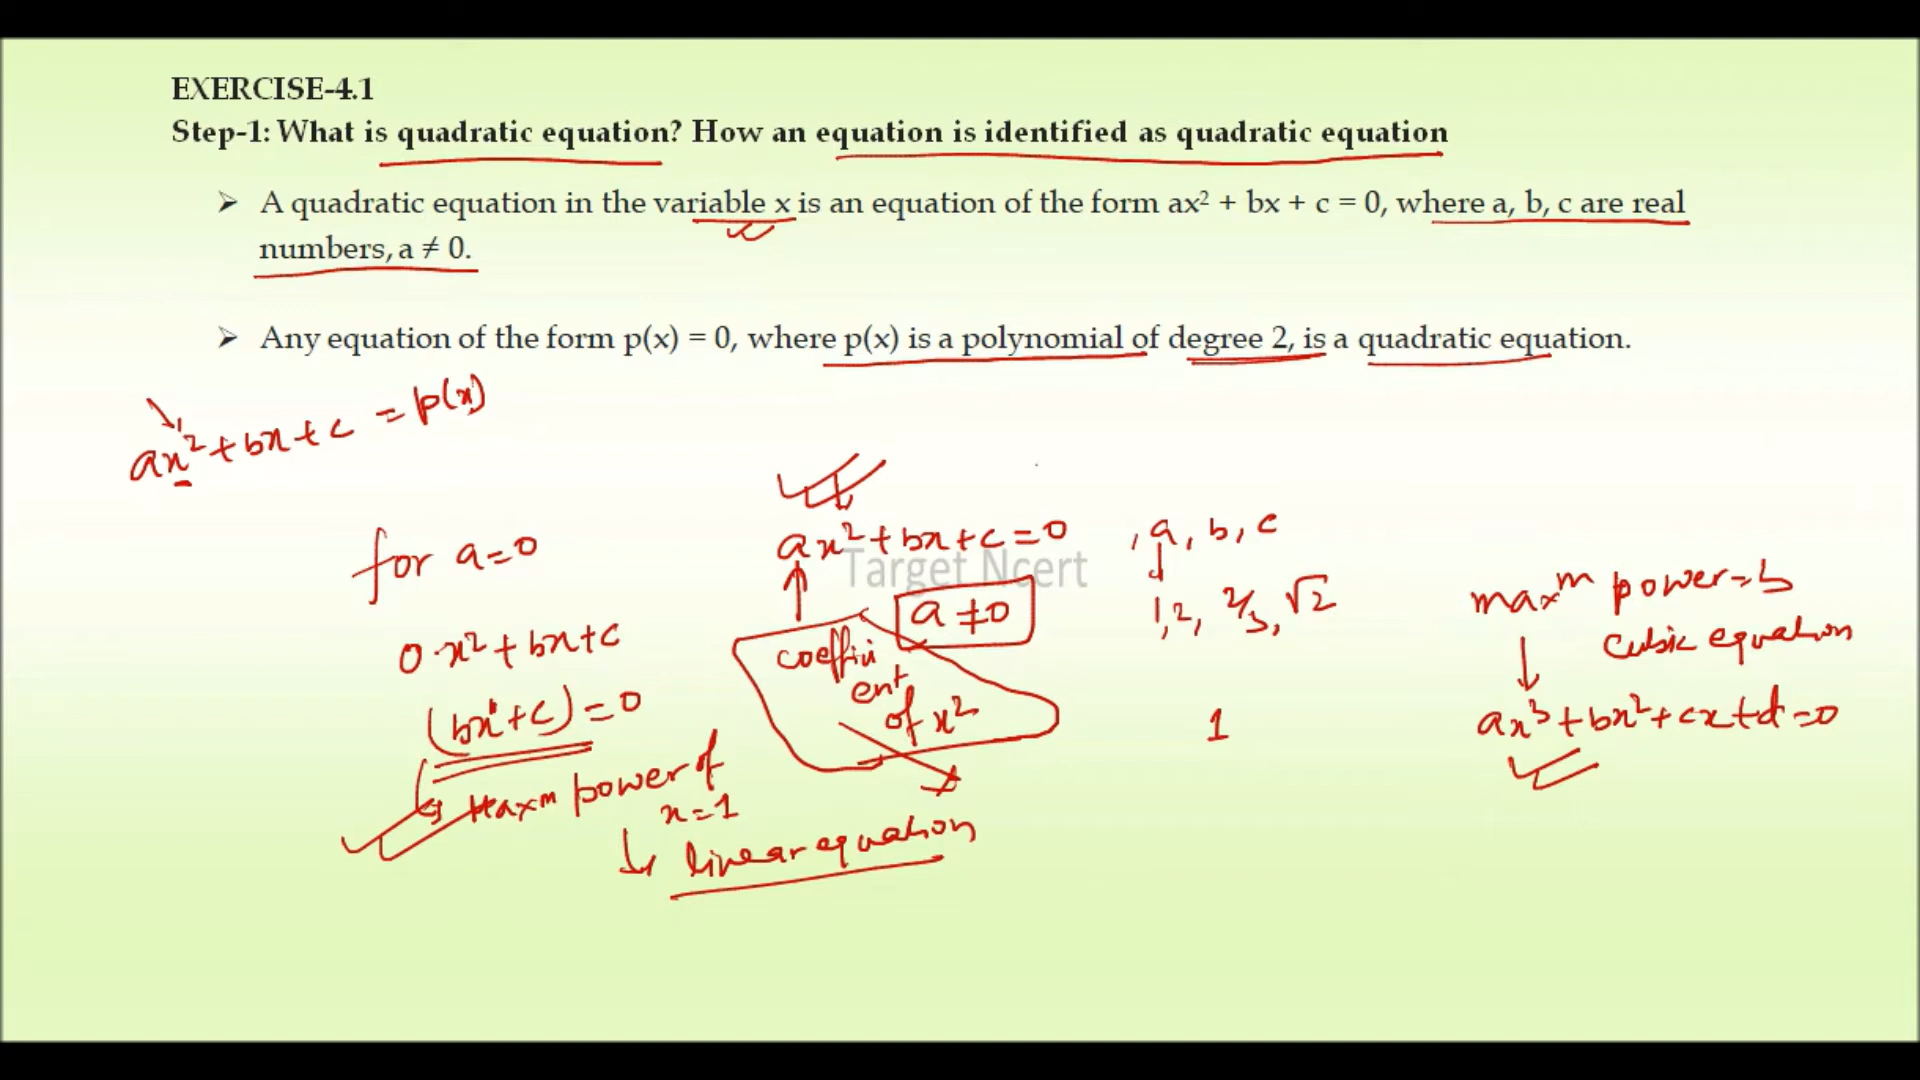 EXERCISE-4.1
Step-1: What is quadratic equation? How an equation is identified as quadratic equation
➢ A quadratic equation in the variable x is an equation of the form ax² + bx + c = 0, where a, b, c are real
numbers, a ≠ 0.
➢ Any equation of the form p(x) = 0, where p(x) is a polynomial of degree 2, is a quadratic equation.
ax² + bx + c = p(x)
for a=0
0·x² + bx + c
(bx¹ + c) = 0
Maxm power of
x=1
linear equation
ax² + bx + c = 0 , a, b, c
Target Ncert
a ≠ 0
1, 2, 2/3, √2
coeffici
ent
of x²
1
maxm power = 3
cubic equation
ax³ + bx² + cx + d = 0